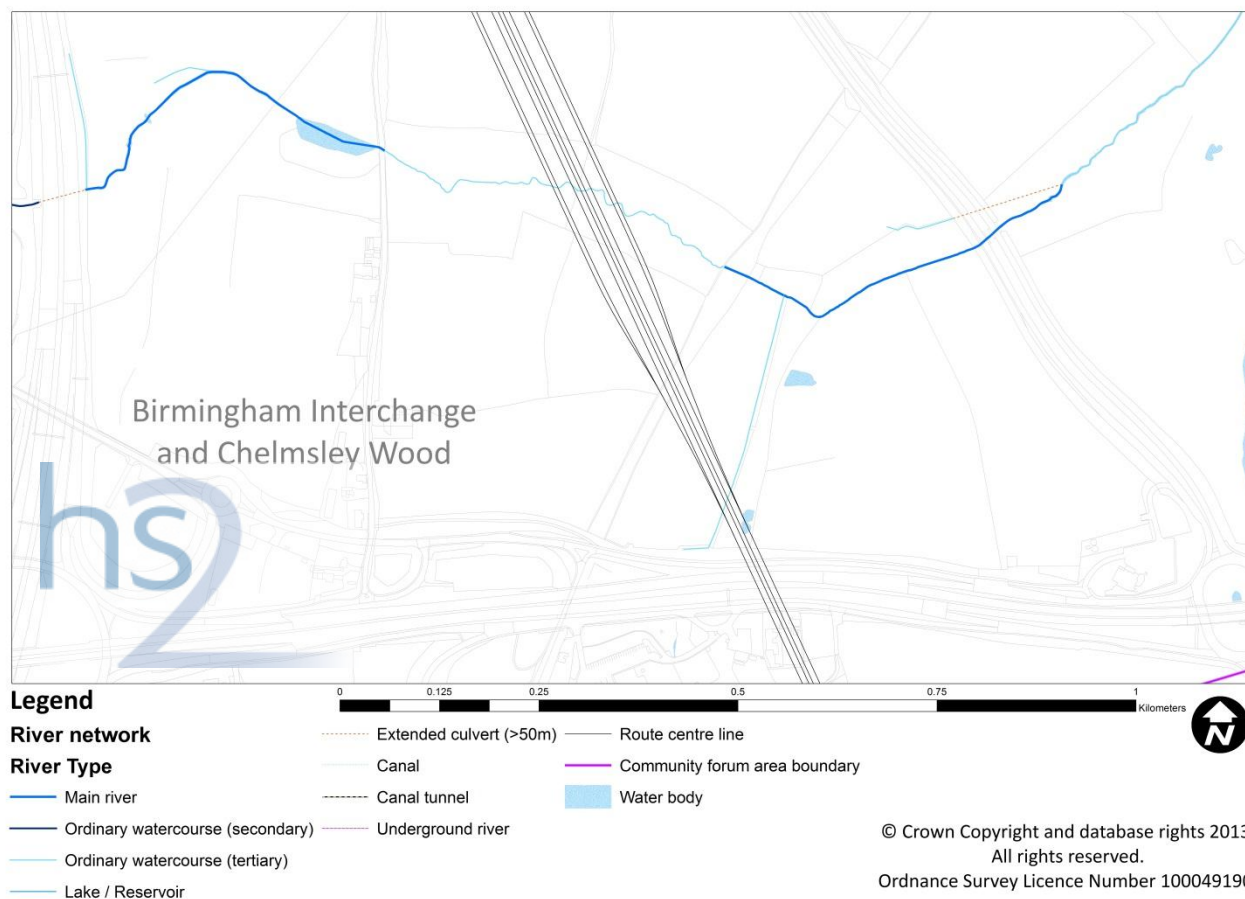 Birmingham Interchange
and Chelmsley Wood
hs2
Legend
0 0.125 0.25 0.5 0.75 1
Kilometers
N
River network
River Type
Main river
Ordinary watercourse (secondary)
Ordinary watercourse (tertiary)
Lake / Reservoir
Extended culvert (>50m)
Canal
Canal tunnel
Underground river
Route centre line
Community forum area boundary
Water body
© Crown Copyright and database rights 2013
All rights reserved.
Ordnance Survey Licence Number 100049190